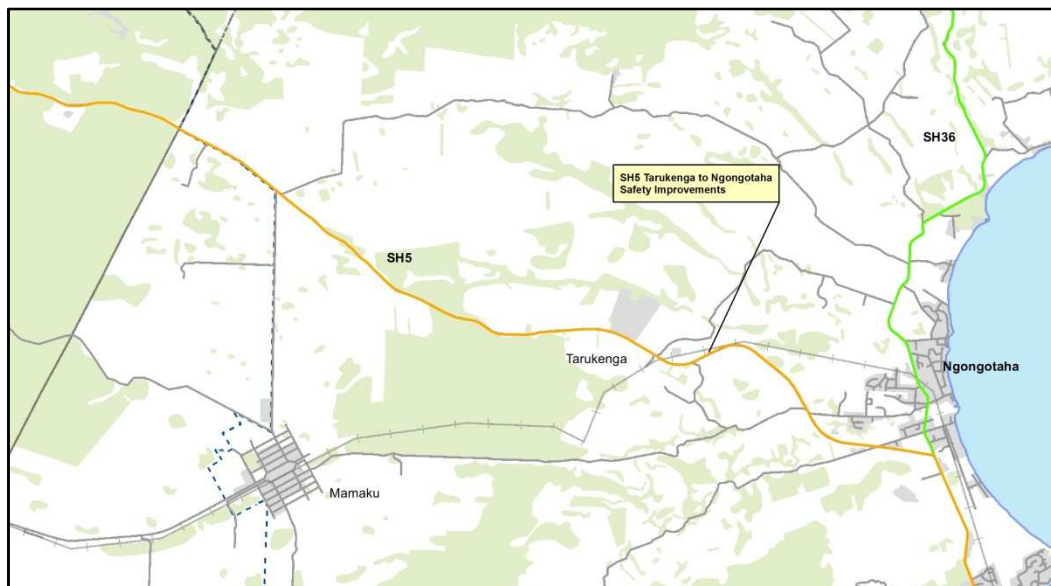 SH36
SH5 Tarukenga to Ngongotaha
Safety Improvements
SH5
Tarukenga
Ngongotaha
Mamaku